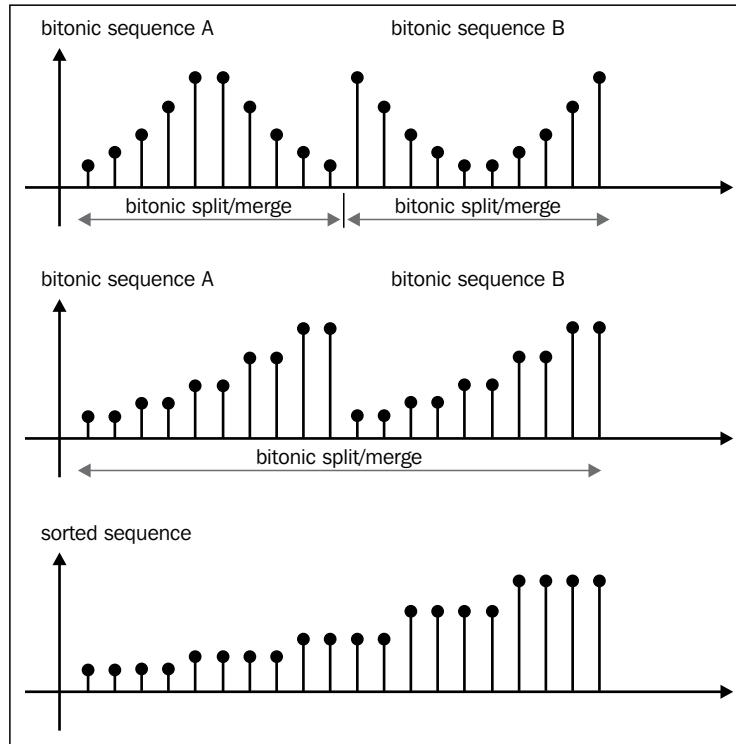 bitonic sequence A
bitonic sequence B
bitonic split/merge
bitonic split/merge
bitonic sequence A
bitonic sequence B
bitonic split/merge
sorted sequence